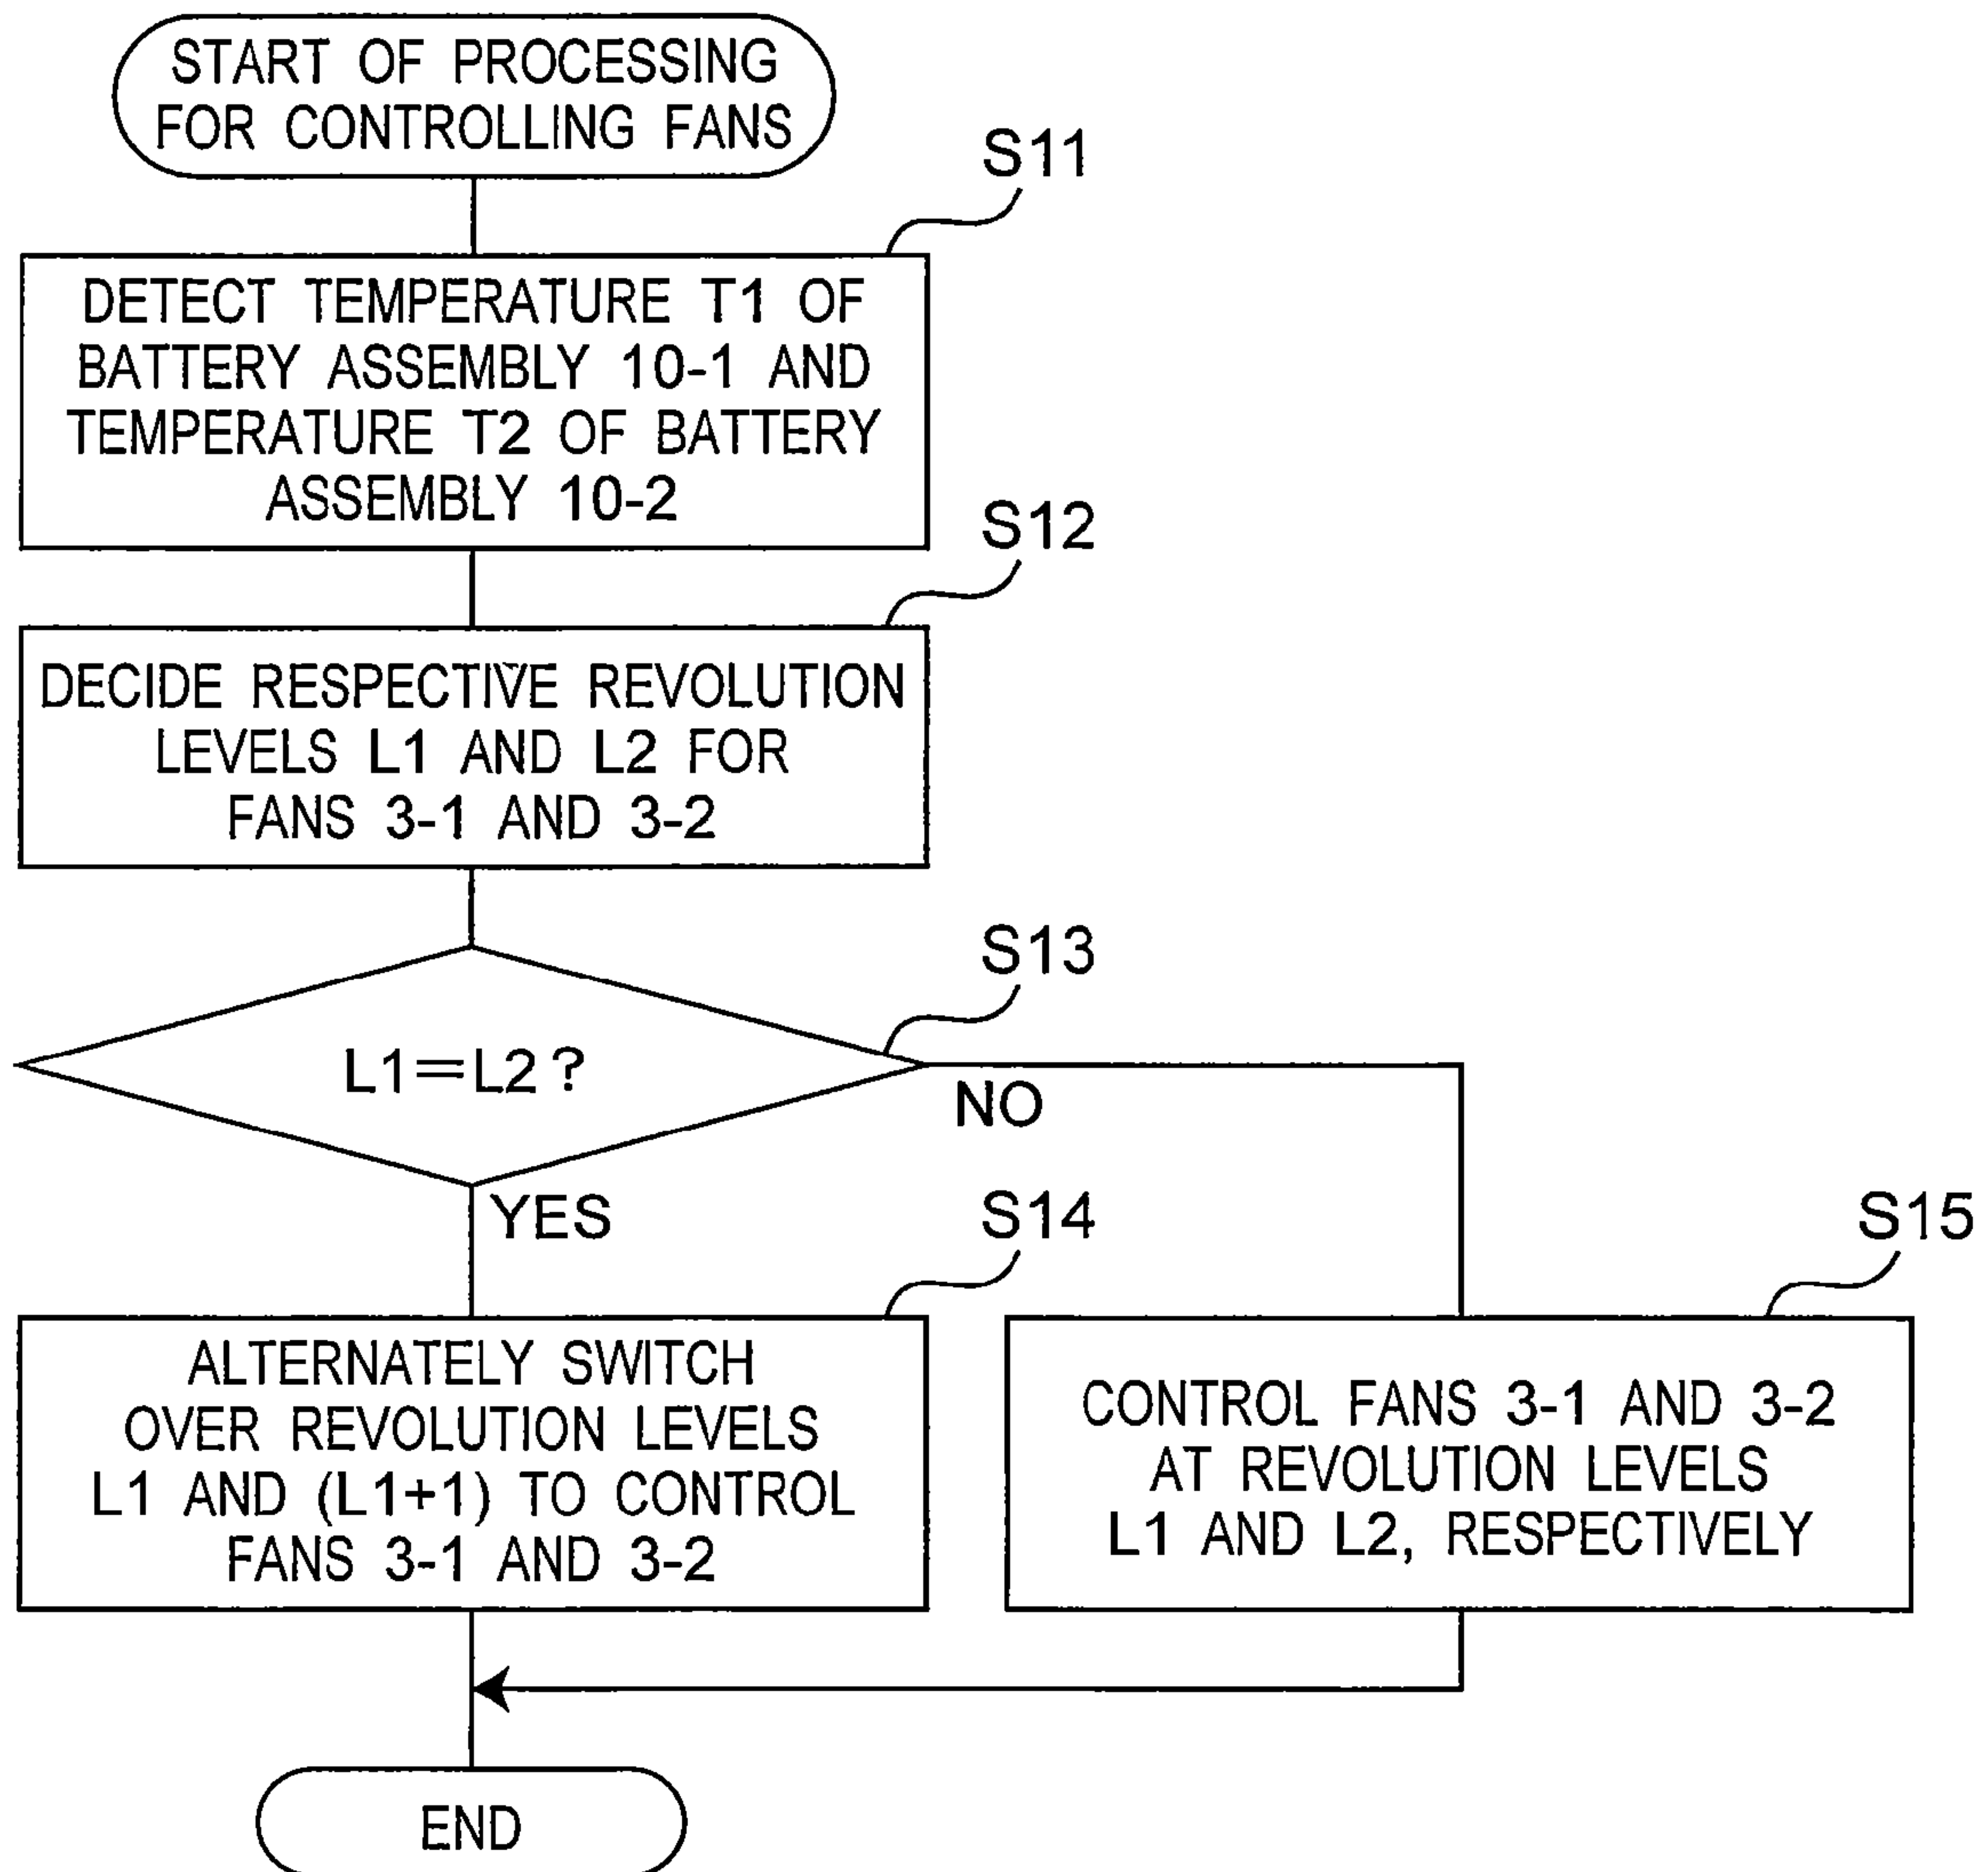 START OF PROCESSING
FOR CONTROLLING FANS
S11
DETECT TEMPERATURE T1 OF
BATTERY ASSEMBLY 10-1 AND
TEMPERATURE T2 OF BATTERY
ASSEMBLY 10-2
S12
DECIDE RESPECTIVE REVOLUTION
LEVELS L1 AND L2 FOR
FANS 3-1 AND 3-2
S13
L1=L2?
NO
YES
S14
ALTERNATELY SWITCH
OVER REVOLUTION LEVELS
L1 AND (L1+1) TO CONTROL
FANS 3-1 AND 3-2
S15
CONTROL FANS 3-1 AND 3-2
AT REVOLUTION LEVELS
L1 AND L2, RESPECTIVELY
END